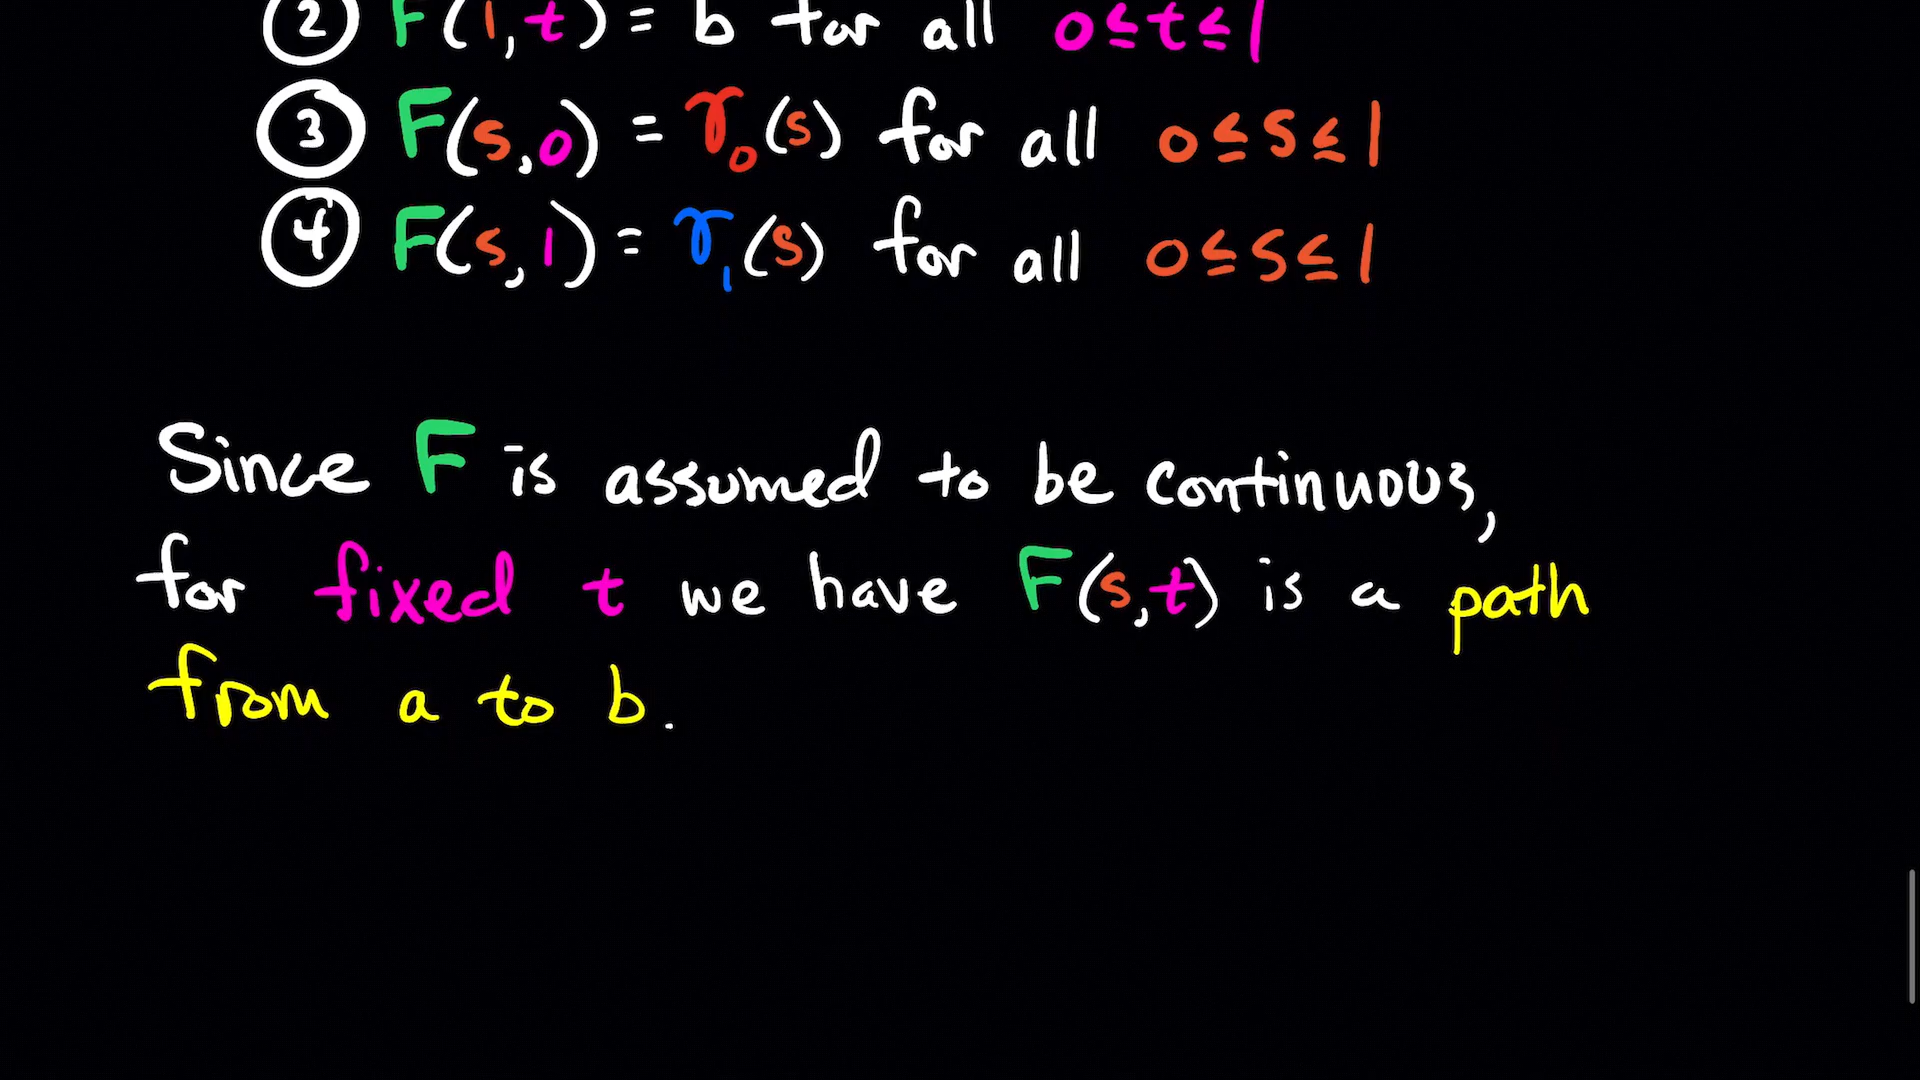 ② F(1,t) = b for all 0≤t≤1
③ F(s,0) = γ₀(s) for all 0≤s≤1
④ F(s,1) = γ₁(s) for all 0≤s≤1
Since F is assumed to be continuous,
for fixed t we have F(s,t) is a path
from a to b.